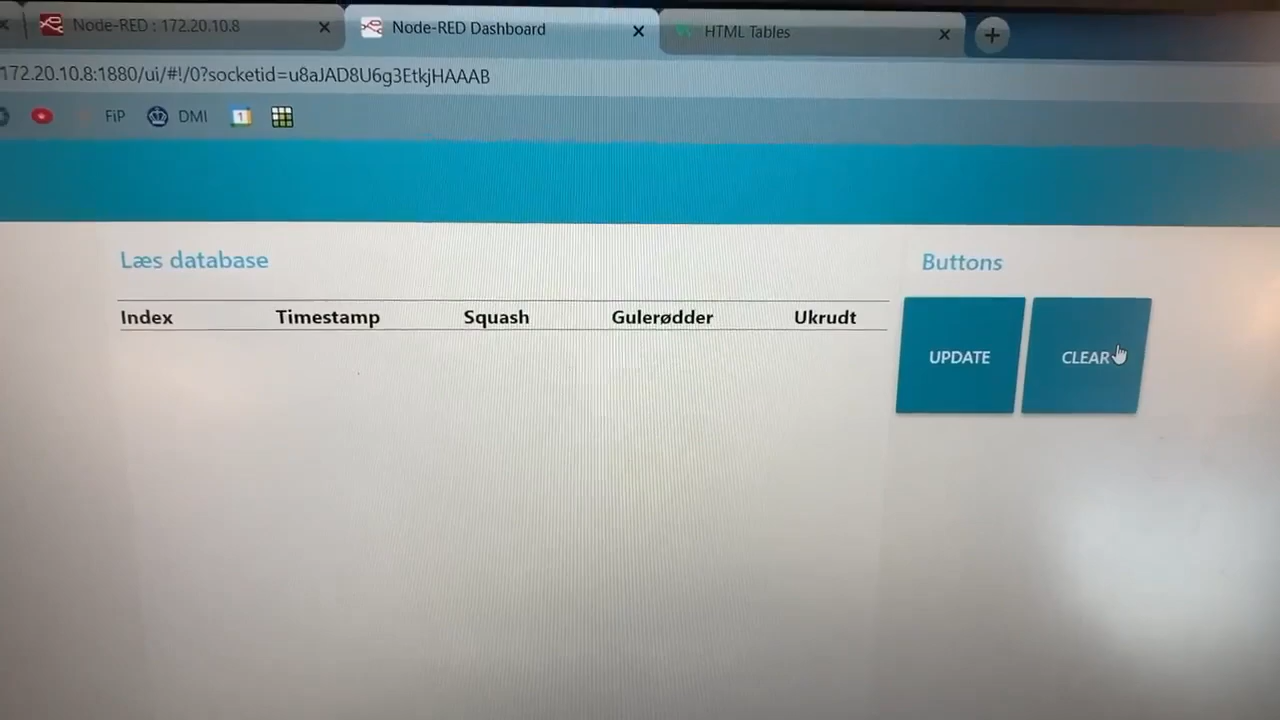 Node-RED : 172.20.10.8
Node-RED Dashboard
HTML Tables
172.20.10.8:1880/ui/#!/0?socketid=u8aJAD8U6g3EtkjHAAAB
FiP
DMI
1
Læs database
Buttons
Index Timestamp Squash Gulerødder Ukrudt
UPDATE
CLEAR